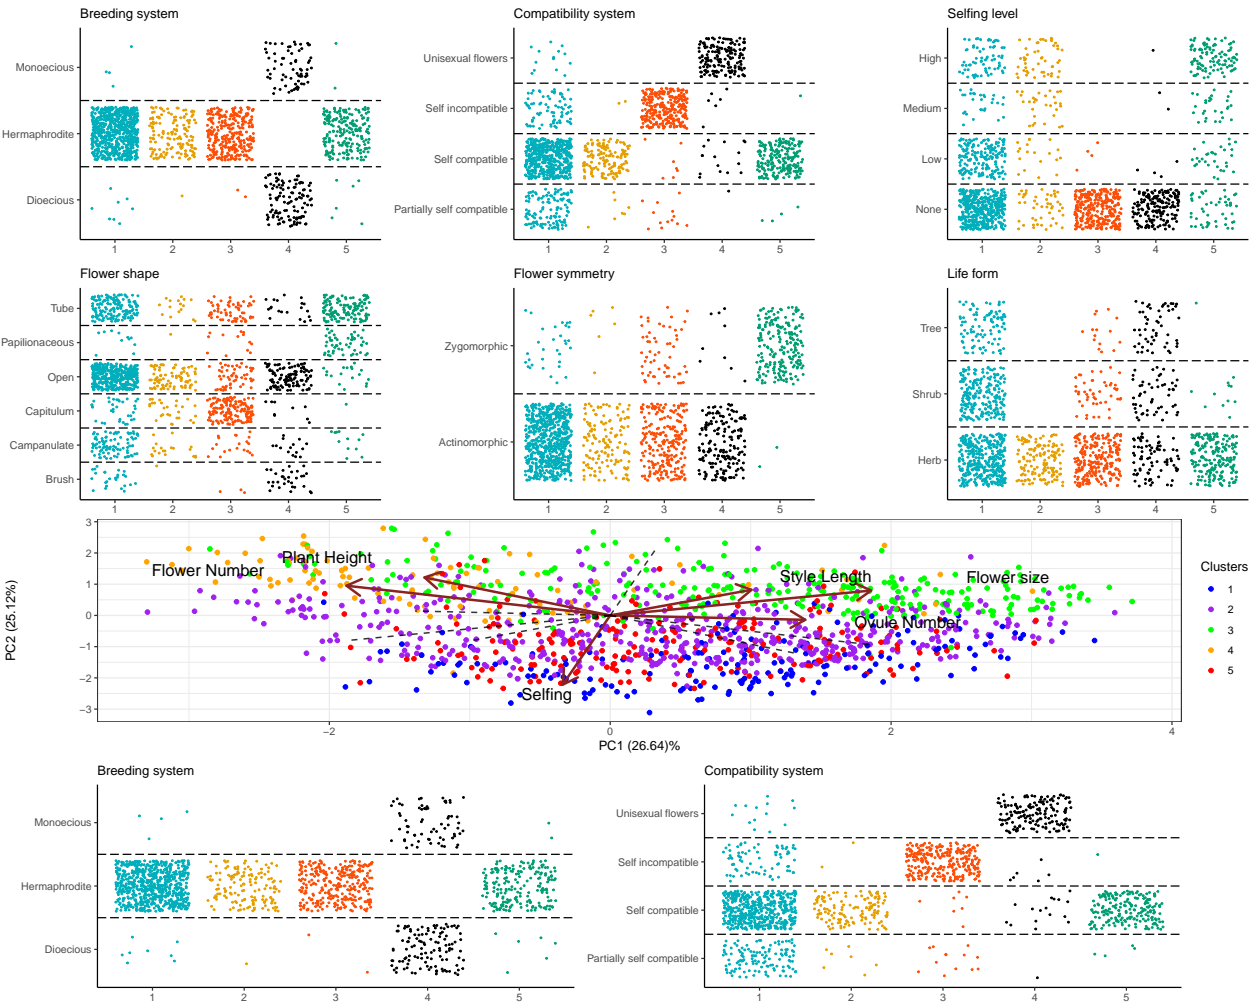 Breeding system
Monoecious
Hermaphrodite
Dioecious
1 2 3 4 5
Compatibility system
Unisexual flowers
Self incompatible
Self compatible
Partially self compatible
1 2 3 4 5
Selfing level
High
Medium
Low
None
1 2 3 4 5
Flower shape
Tube
Papilionaceous
Open
Capitulum
Campanulate
Brush
1 2 3 4 5
Flower symmetry
Zygomorphic
Actinomorphic
1 2 3 4 5
Life form
Tree
Shrub
Herb
1 2 3 4 5
PC2 (25.12%)
3
2
1
0
−1
−2
−3
Plant Height
Flower Number
Style Length
Flower size
Ovule Number
Selfing
−2 0 2 4
PC1 (26.64)%
Clusters
1
2
3
4
5
Breeding system
Monoecious
Hermaphrodite
Dioecious
1 2 3 4 5
Compatibility system
Unisexual flowers
Self incompatible
Self compatible
Partially self compatible
1 2 3 4 5